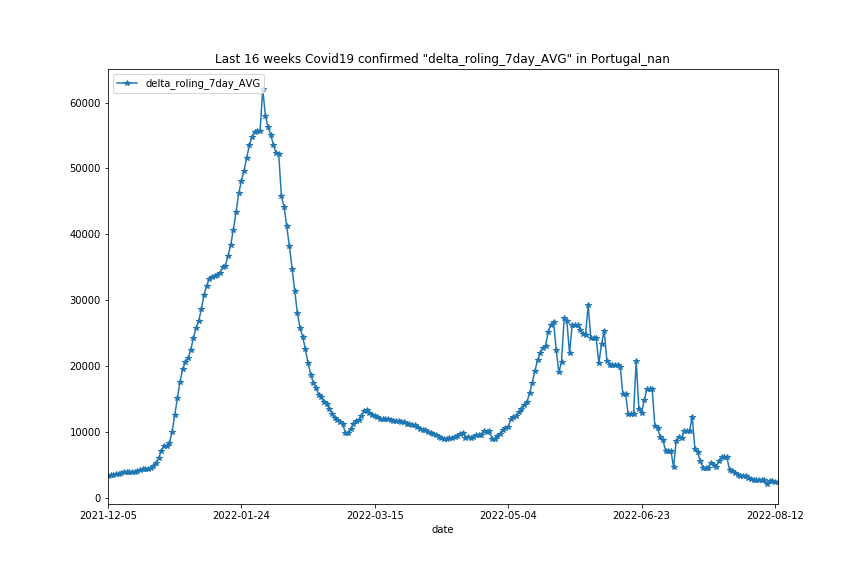 Last 16 weeks Covid19 confirmed "delta_roling_7day_AVG" in Portugal_nan
delta_roling_7day_AVG
60000
50000
40000
30000
20000
10000
0
2021-12-05 2022-01-24 2022-03-15 2022-05-04 2022-06-23 2022-08-12
date